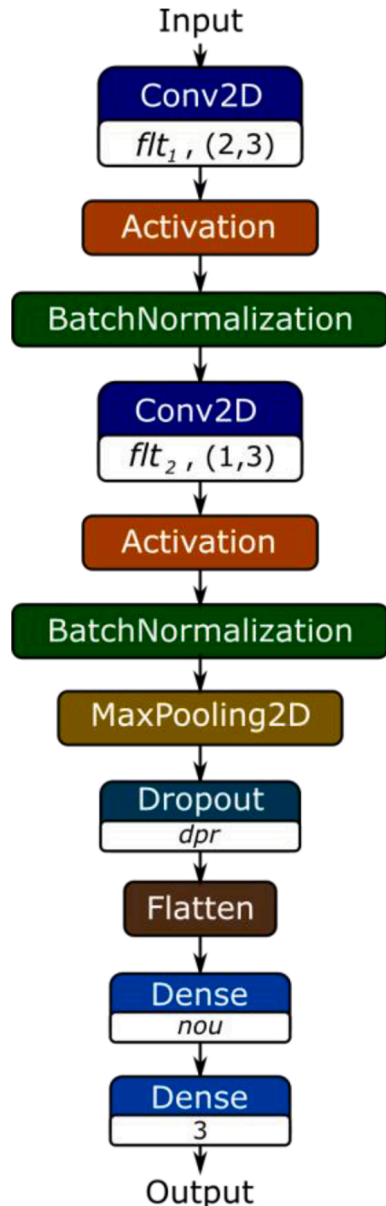 Input
Conv2D
flt₁ , (2,3)
Activation
BatchNormalization
Conv2D
flt₂ , (1,3)
Activation
BatchNormalization
MaxPooling2D
Dropout
dpr
Flatten
Dense
nou
Dense
3
Output